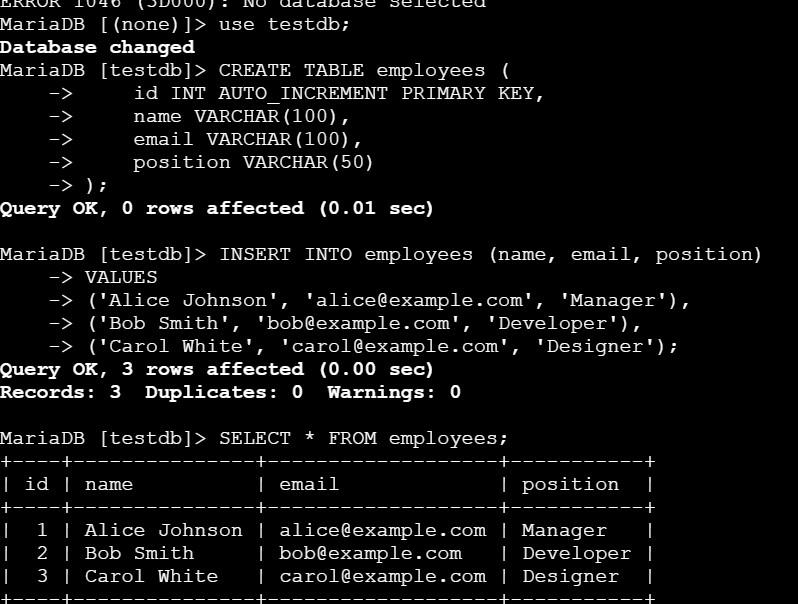 ERROR 1046 (3D000): No database selected
MariaDB [(none)]> use testdb;
Database changed
MariaDB [testdb]> CREATE TABLE employees (
    ->     id INT AUTO_INCREMENT PRIMARY KEY,
    ->     name VARCHAR(100),
    ->     email VARCHAR(100),
    ->     position VARCHAR(50)
    -> );
Query OK, 0 rows affected (0.01 sec)

MariaDB [testdb]> INSERT INTO employees (name, email, position)
    -> VALUES
    -> ('Alice Johnson', 'alice@example.com', 'Manager'),
    -> ('Bob Smith', 'bob@example.com', 'Developer'),
    -> ('Carol White', 'carol@example.com', 'Designer');
Query OK, 3 rows affected (0.00 sec)
Records: 3  Duplicates: 0  Warnings: 0

MariaDB [testdb]> SELECT * FROM employees;
+----+---------------+-------------------+-----------+
| id | name          | email             | position  |
+----+---------------+-------------------+-----------+
|  1 | Alice Johnson | alice@example.com | Manager   |
|  2 | Bob Smith     | bob@example.com   | Developer |
|  3 | Carol White   | carol@example.com | Designer  |
+----+---------------+-------------------+-----------+